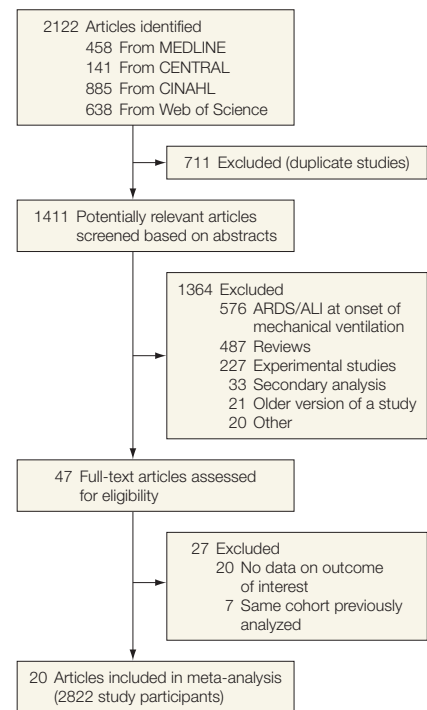 2122 Articles identified
458 From MEDLINE
141 From CENTRAL
885 From CINAHL
638 From Web of Science
711 Excluded (duplicate studies)
1411 Potentially relevant articles
screened based on abstracts
1364 Excluded
576 ARDS/ALI at onset of
mechanical ventilation
487 Reviews
227 Experimental studies
33 Secondary analysis
21 Older version of a study
20 Other
47 Full-text articles assessed
for eligibility
27 Excluded
20 No data on outcome
of interest
7 Same cohort previously
analyzed
20 Articles included in meta-analysis
(2822 study participants)